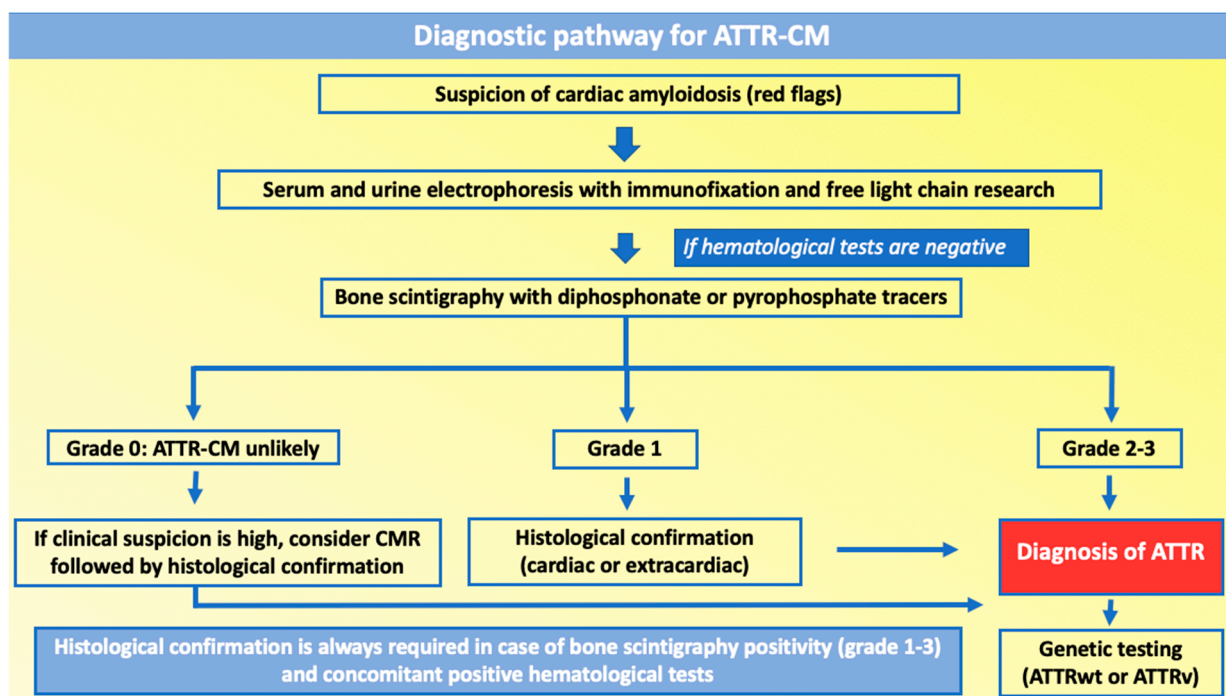 Diagnostic pathway for ATTR-CM
Suspicion of cardiac amyloidosis (red flags)
Serum and urine electrophoresis with immunofixation and free light chain research
If hematological tests are negative
Bone scintigraphy with diphosphonate or pyrophosphate tracers
Grade 0: ATTR-CM unlikely
Grade 1
Grade 2-3
If clinical suspicion is high, consider CMR
followed by histological confirmation
Histological confirmation
(cardiac or extracardiac)
Diagnosis of ATTR
Histological confirmation is always required in case of bone scintigraphy positivity (grade 1-3)
and concomitant positive hematological tests
Genetic testing
(ATTRwt or ATTRv)